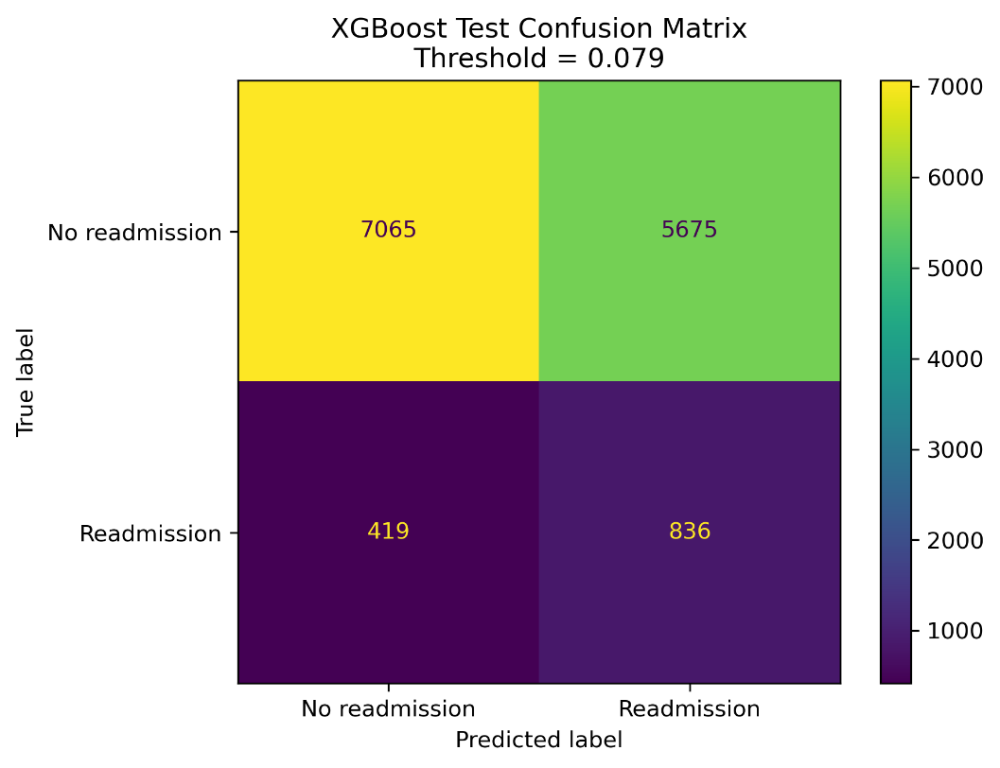 XGBoost Test Confusion Matrix
Threshold = 0.079
No readmission
7065
5675
Readmission
419
836
True label
No readmission
Readmission
Predicted label
7000
6000
5000
4000
3000
2000
1000